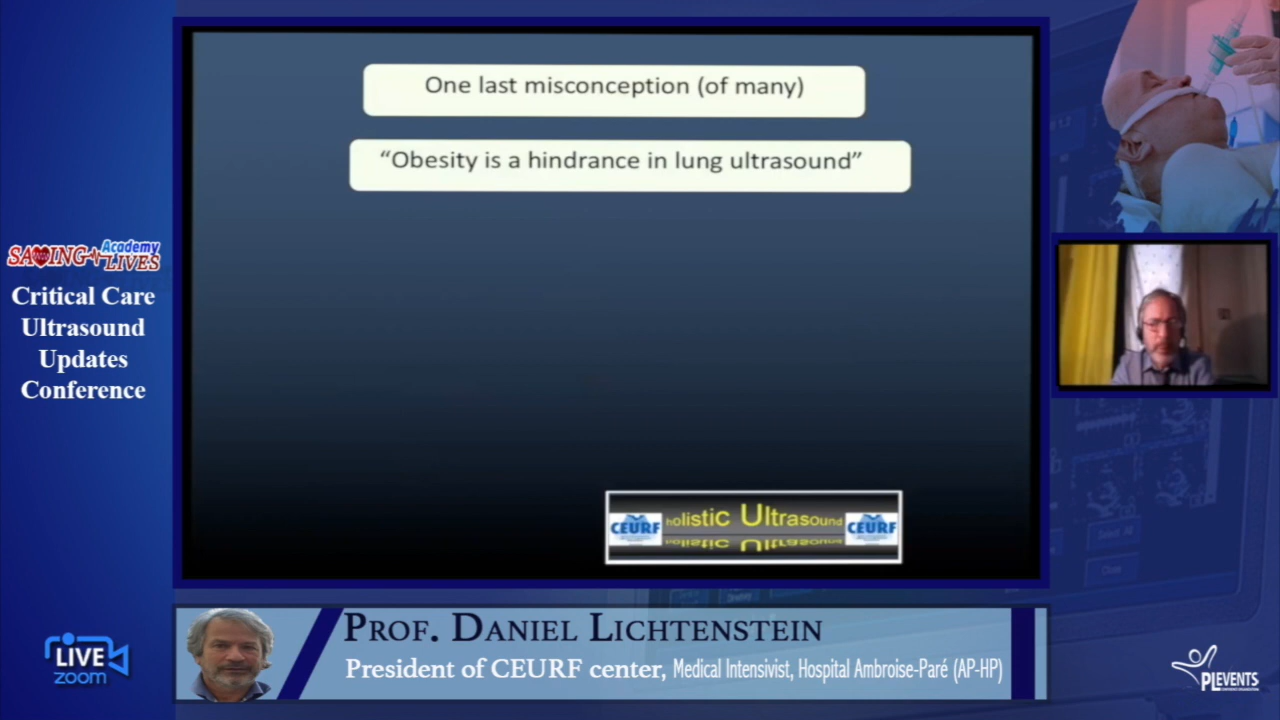 One last misconception (of many)
“Obesity is a hindrance in lung ultrasound”
SAVING Academy
LIVES
Critical Care
Ultrasound
Updates
Conference
CEURF holistic Ultrasound CEURF
PROF. DANIEL LICHTENSTEIN
President of CEURF center, Medical Intensivist, Hospital Ambroise-Paré (AP-HP)
LIVE
zoom
PLEVENTS